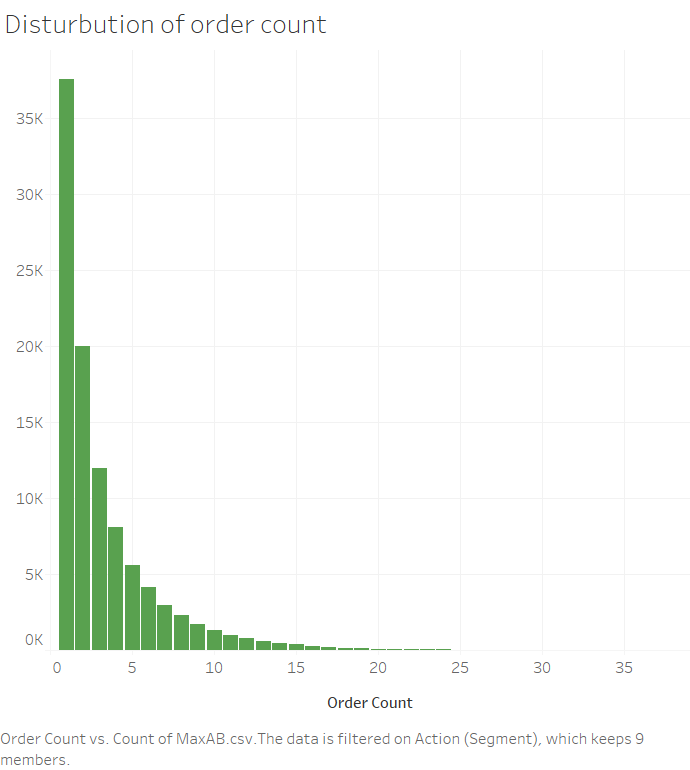 Disturbution of order count
35K
30K
25K
20K
15K
10K
5K
0K
0 5 10 15 20 25 30 35
Order Count
Order Count vs. Count of MaxAB.csv.The data is filtered on Action (Segment), which keeps 9
members.